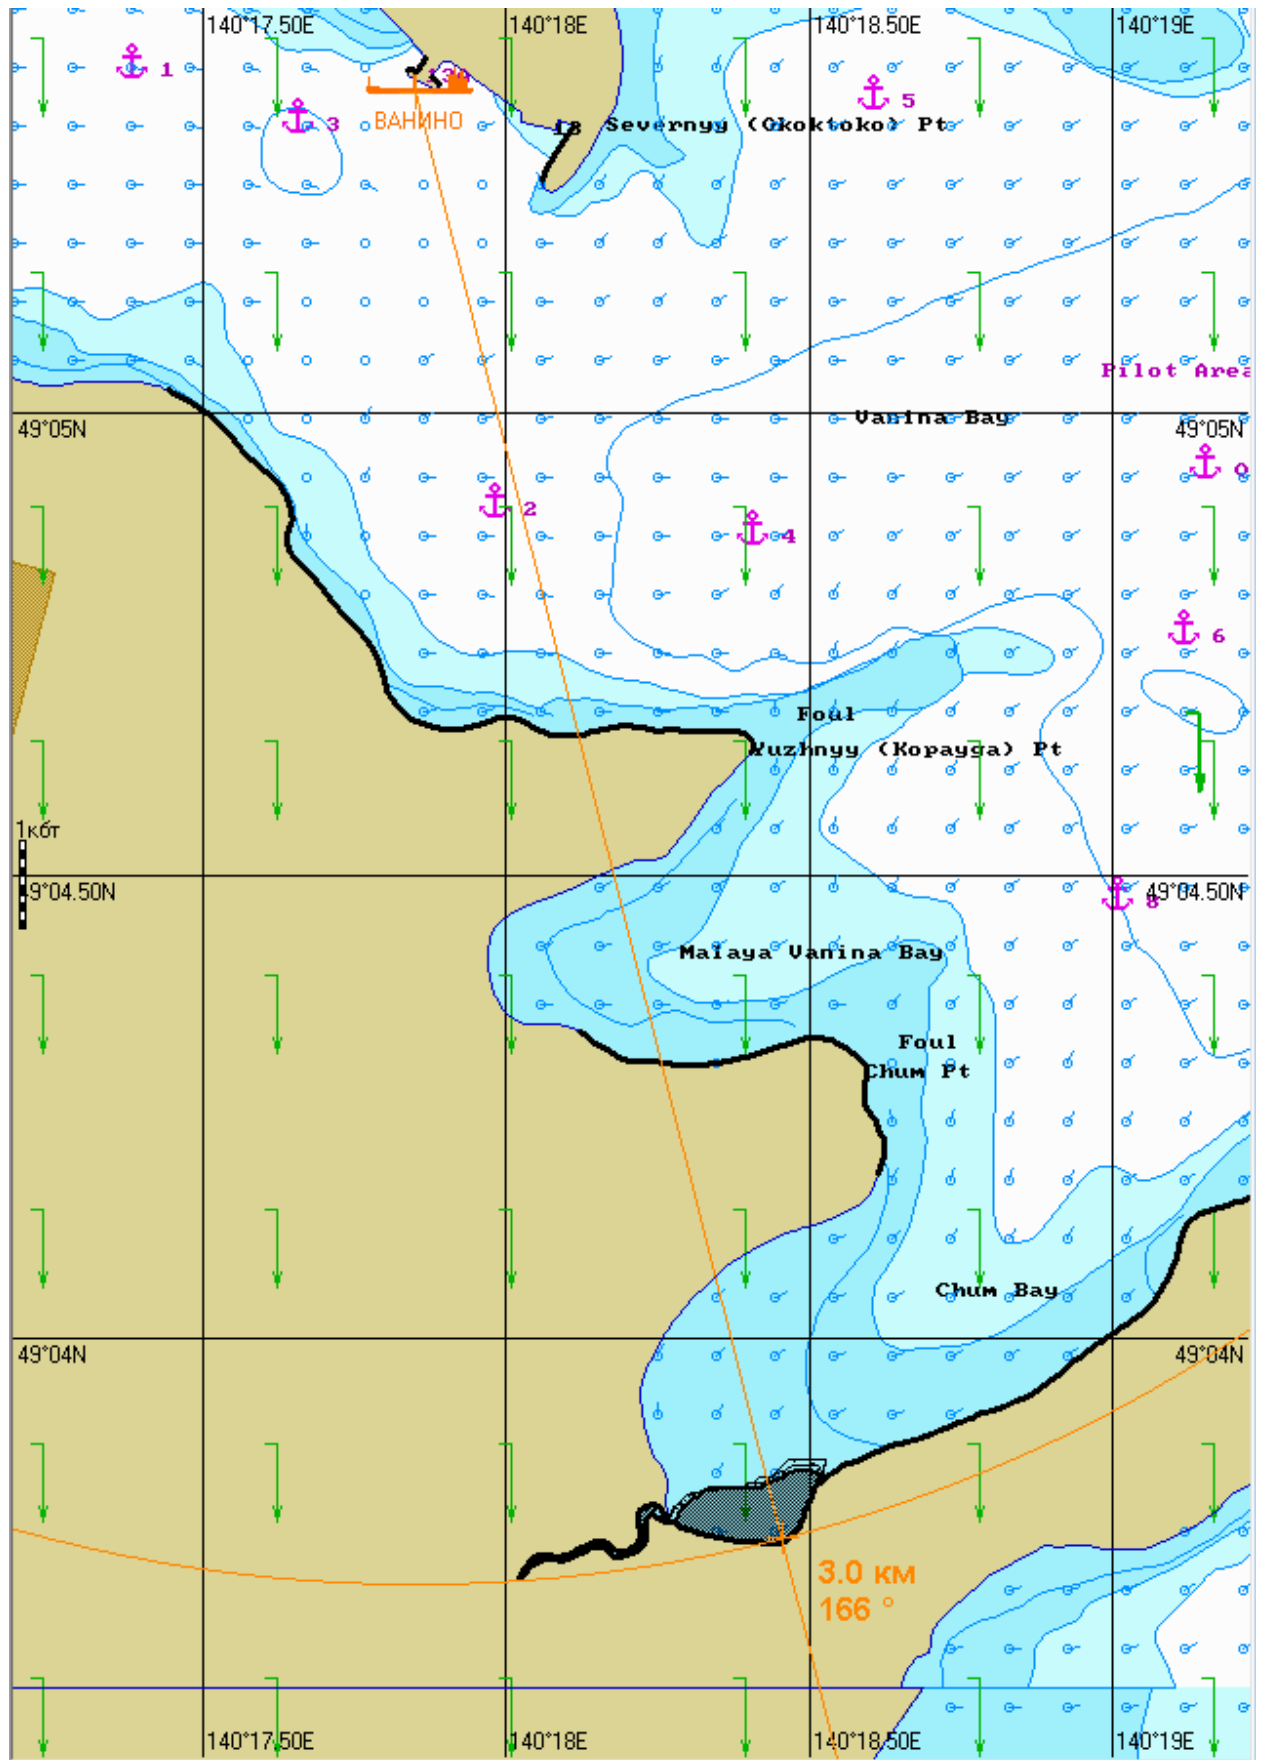 140°17.50E
140°18E
140°18.50E
140°19E
1
3
5
ВАНИНО
Severnyy (Okoktoko) Pt
Pilot Area
Vanina Bay
49°05N
49°05N
2
4
6
Foul
Yuzhnyy (Kopayga) Pt
1кбт
49°04.50N
49°04.50N
8
Malaya Vanina Bay
Foul
Chum Pt
Chum Bay
49°04N
49°04N
3.0 км
166 °
140°17.50E
140°18E
140°18.50E
140°19E